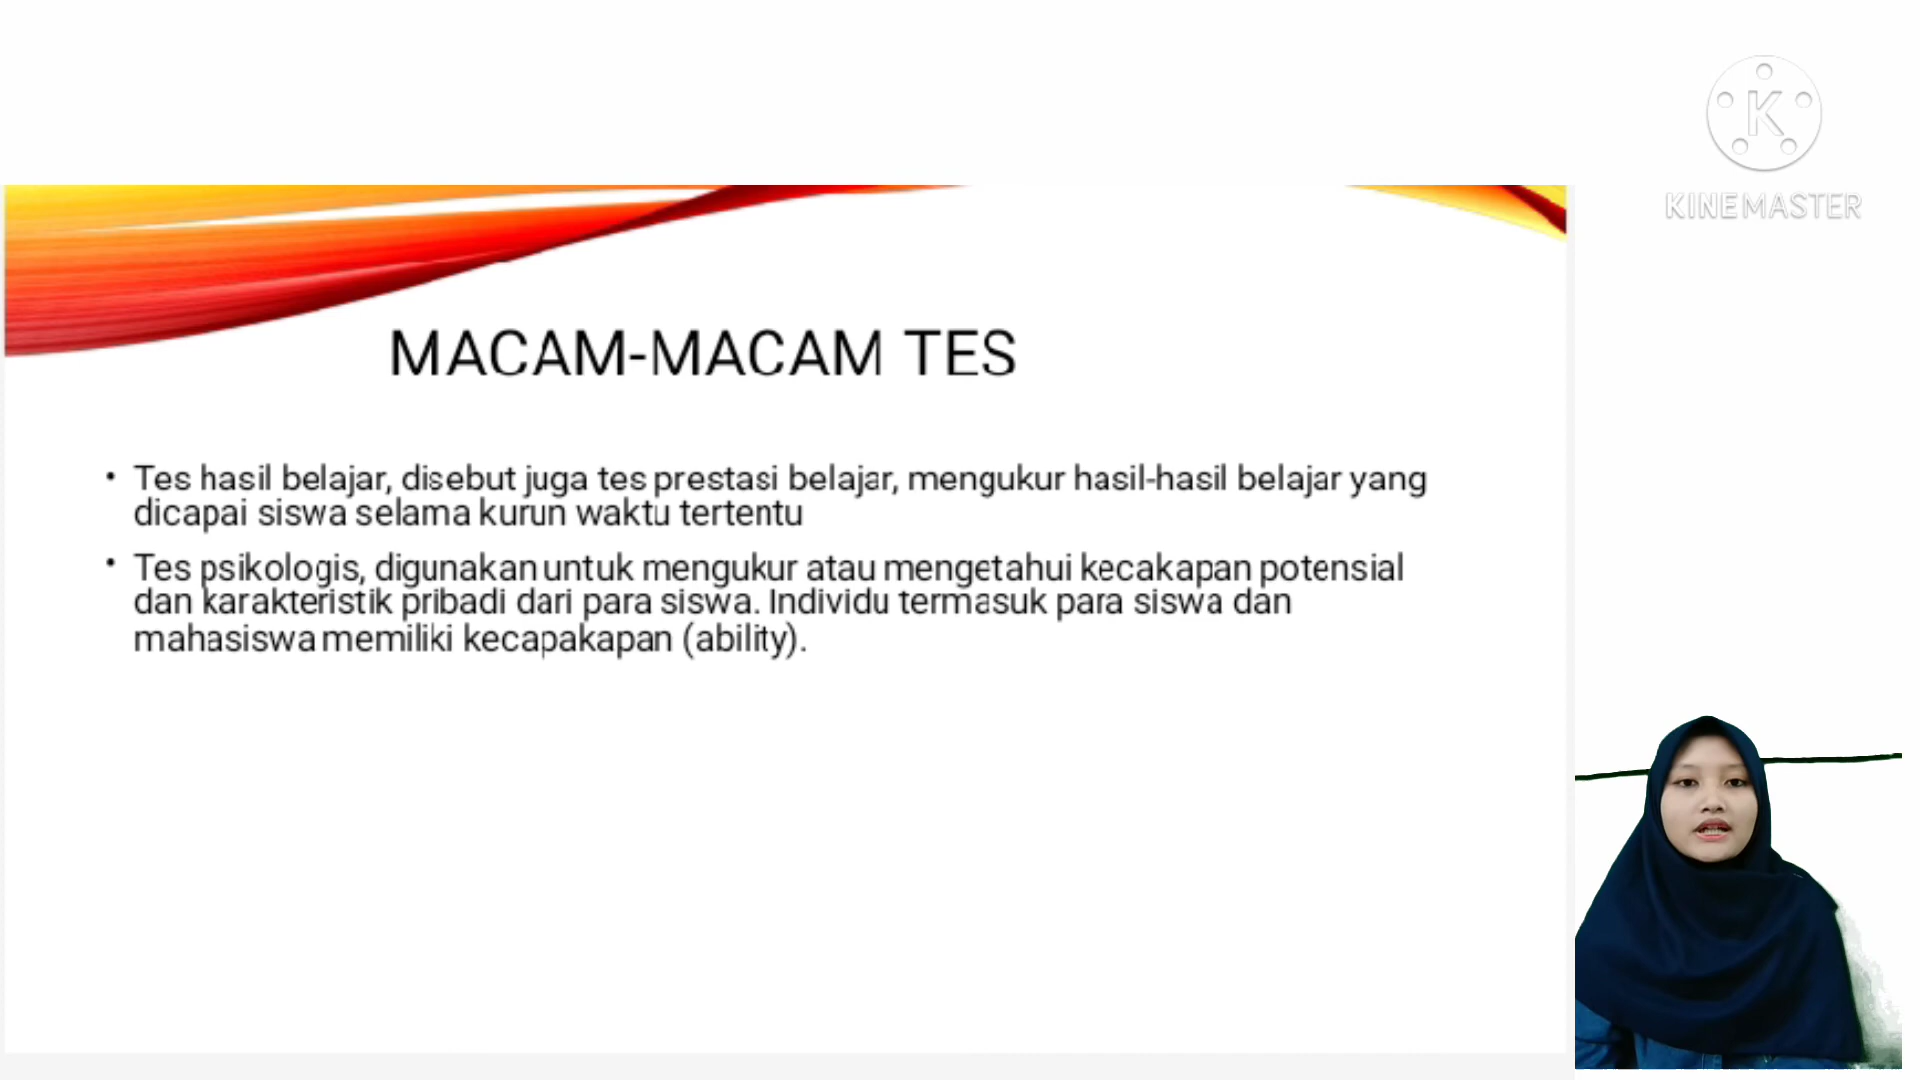 K
KINEMASTER
MACAM-MACAM TES
• Tes hasil belajar, disebut juga tes prestasi belajar, mengukur hasil-hasil belajar yang
dicapai siswa selama kurun waktu tertentu
• Tes psikologis, digunakan untuk mengukur atau mengetahui kecakapan potensial
dan karakteristik pribadi dari para siswa. Individu termasuk para siswa dan
mahasiswa memiliki kecapakapan (ability).